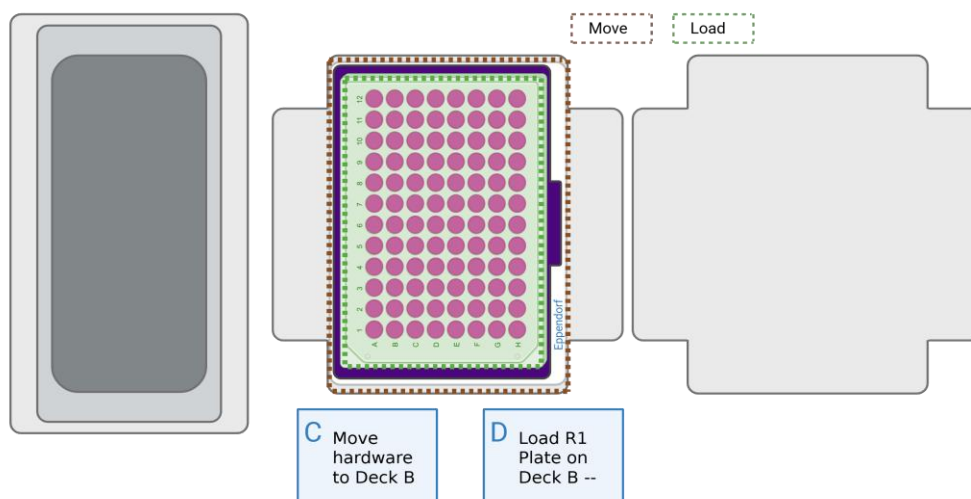 Move
Load
12
11
10
9
8
7
6
5
4
3
2
1
A
B
C
D
E
F
G
H
Eppendorf
C
Move
hardware
to Deck B
D
Load R1
Plate on
Deck B --